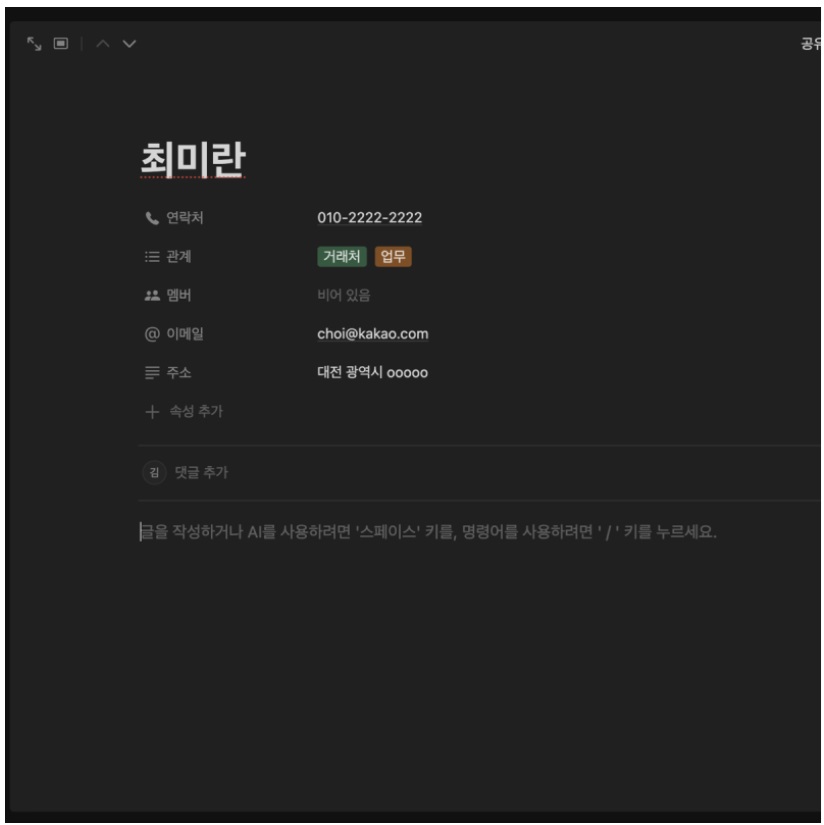 공유
최미란
연락처 010-2222-2222
관계 거래처 업무
멤버 비어 있음
@ 이메일 choi@kakao.com
주소 대전 광역시 ooooo
+ 속성 추가
김 댓글 추가
글을 작성하거나 AI를 사용하려면 '스페이스' 키를, 명령어를 사용하려면 ' / ' 키를 누르세요.